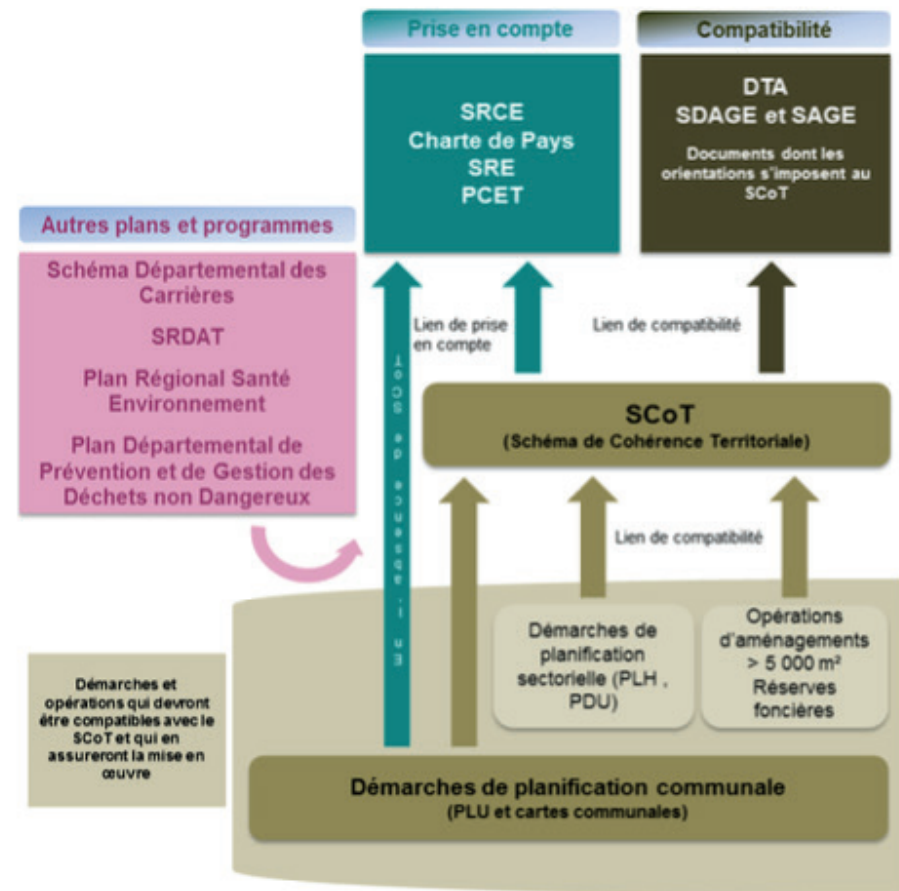 Prise en compte
Compatibilité
SRCE
Charte de Pays
SRE
PCET
DTA
SDAGE et SAGE
Documents dont les
orientations s'imposent au
SCoT
Autres plans et programmes
Schéma Départemental des
Carrières
SRDAT
Plan Régional Santé
Environnement
Plan Départemental de
Prévention et de Gestion des
Déchets non Dangereux
Lien de prise
en compte
Lien de compatibilité
En l'absence de SCoT
SCoT
(Schéma de Cohérence Territoriale)
Lien de compatibilité
Démarches de
planification
sectorielle (PLH ,
PDU)
Opérations
d'aménagements
> 5 000 m²
Réserves
foncières
Démarches et
opérations qui devront
être compatibles avec le
SCoT et qui en
assureront la mise en
œuvre
Démarches de planification communale
(PLU et cartes communales)